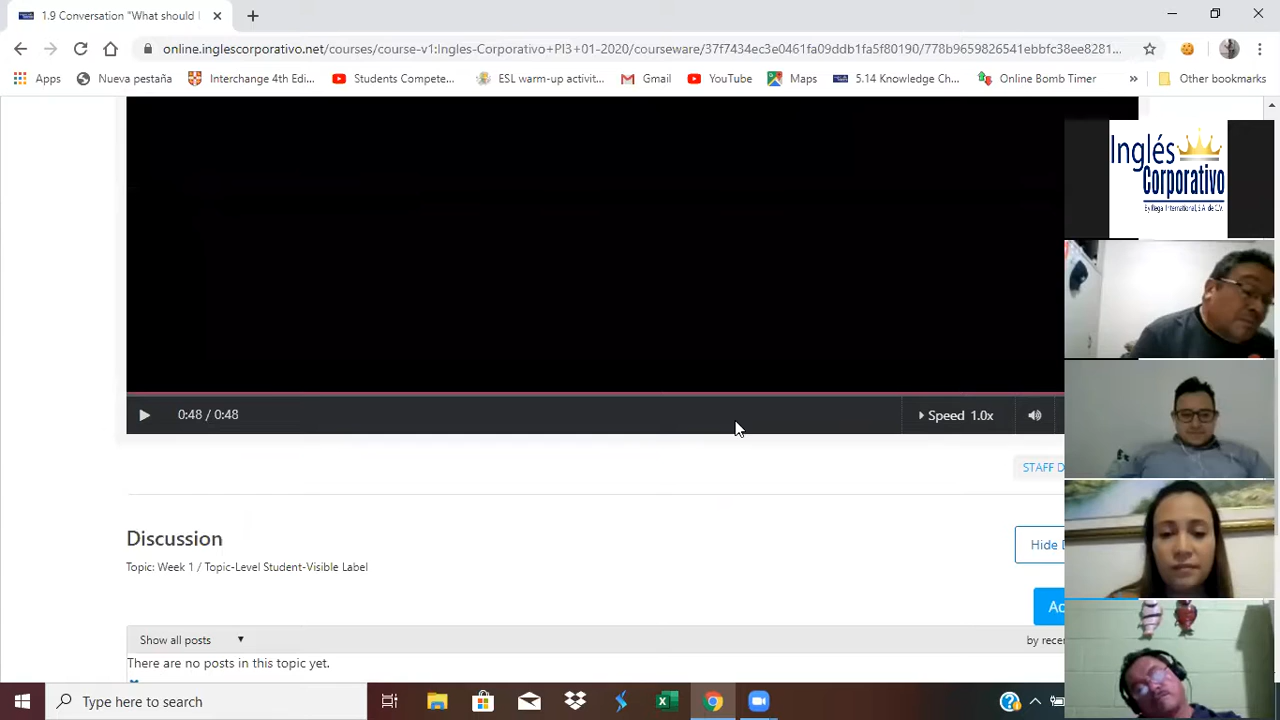 1.9 Conversation "What should I
online.inglescorporativo.net/courses/course-v1:Ingles-Corporativo+PI3+01-2020/courseware/37f7434ec3e0461fa09ddb1fa5f80190/778b9659826541ebbfc38ee8281...
Apps Nueva pestaña Interchange 4th Edi... Students Compete... ESL warm-up activit... Gmail YouTube Maps 5.14 Knowledge Ch... Online Bomb Timer » Other bookmarks
Inglés
Corporativo
0:48 / 0:48 Speed 1.0x
STAFF D
Discussion
Hide
Topic: Week 1 / Topic-Level Student-Visible Label
Show all posts by recen
There are no posts in this topic yet.
Type here to search